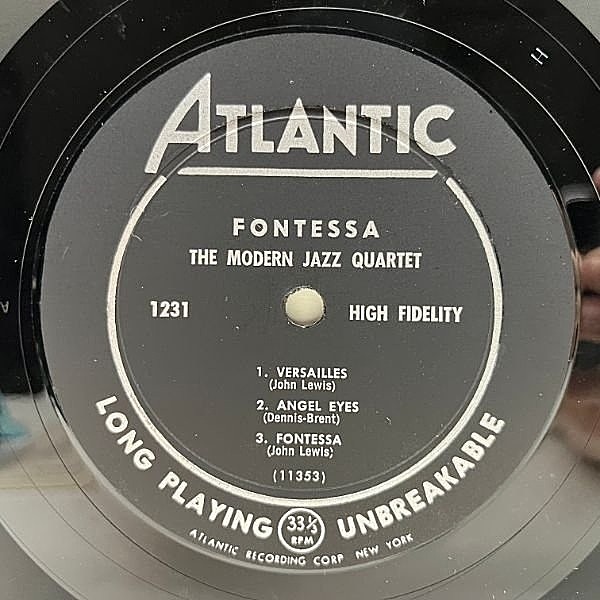 ATLANTIC
FONTESSA
THE MODERN JAZZ QUARTET
1231 HIGH FIDELITY
1. VERSAILLES
(John Lewis)
2. ANGEL EYES
(Dennis-Brent)
3. FONTESSA
(John Lewis)
(11353)
LONG PLAYING 33⅓ RPM UNBREAKABLE
ATLANTIC RECORDING CORP NEW YORK
H
A